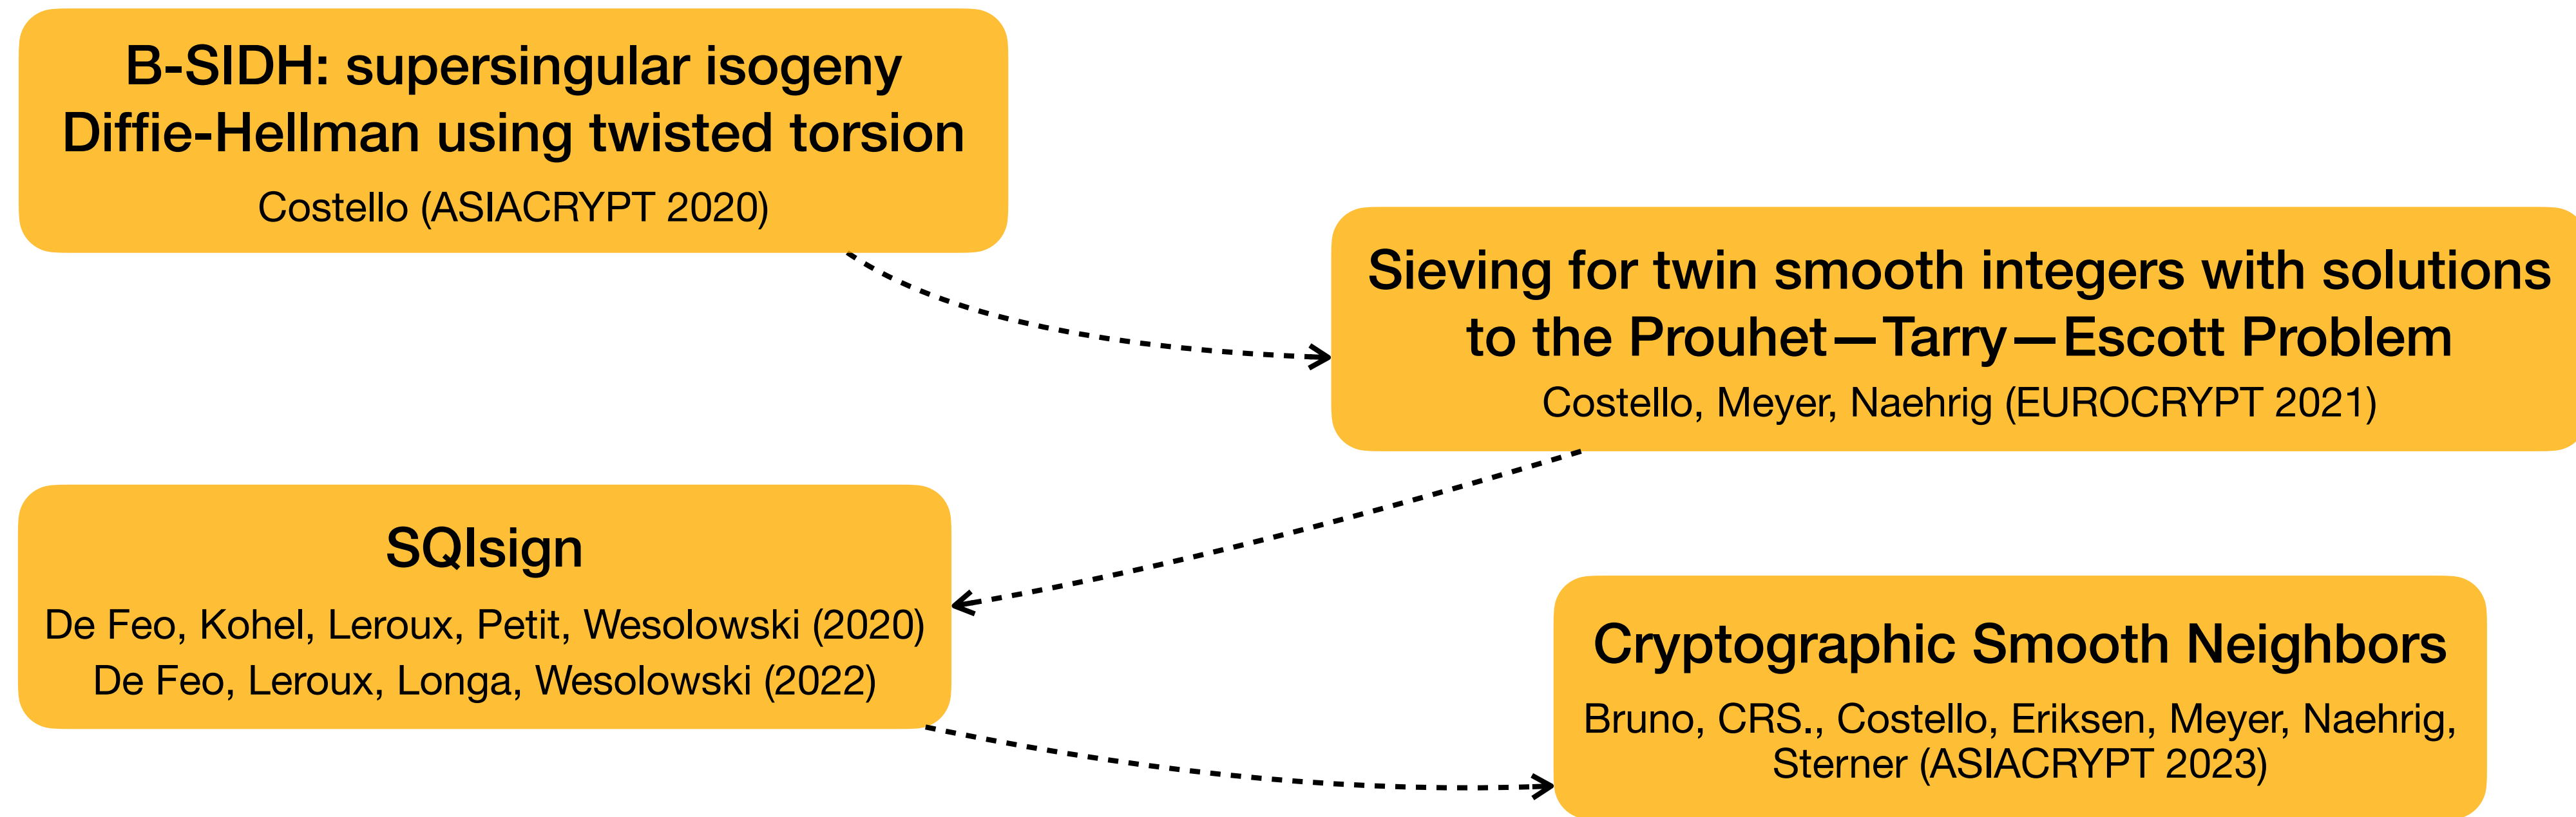 B-SIDH: supersingular isogeny
Diffie-Hellman using twisted torsion
Costello (ASIACRYPT 2020)
Sieving for twin smooth integers with solutions
to the Prouhet—Tarry—Escott Problem
Costello, Meyer, Naehrig (EUROCRYPT 2021)
SQIsign
De Feo, Kohel, Leroux, Petit, Wesolowski (2020)
De Feo, Leroux, Longa, Wesolowski (2022)
Cryptographic Smooth Neighbors
Bruno, CRS., Costello, Eriksen, Meyer, Naehrig,
Sterner (ASIACRYPT 2023)